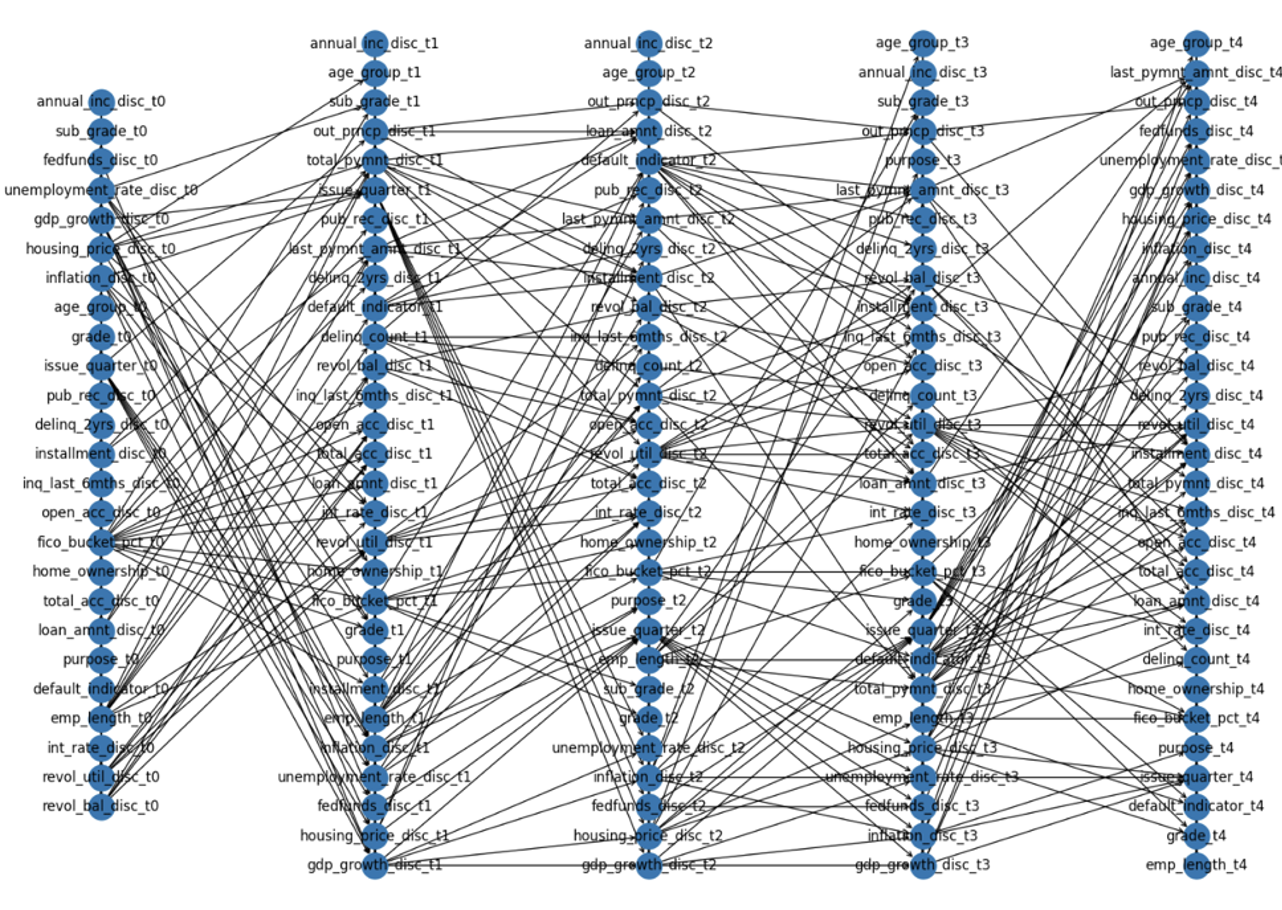 annual_inc_disc_t0
sub_grade_t0
fedfunds_disc_t0
unemployment_rate_disc_t0
gdp_growth_disc_t0
housing_price_disc_t0
inflation_disc_t0
age_group_t0
grade_t0
issue_quarter_t0
pub_rec_disc_t0
delinq_2yrs_disc_t0
installment_disc_t0
inq_last_6mths_disc_t0
open_acc_disc_t0
fico_bucket_pct_t0
home_ownership_t0
total_acc_disc_t0
loan_amnt_disc_t0
purpose_t0
default_indicator_t0
emp_length_t0
int_rate_disc_t0
revol_util_disc_t0
revol_bal_disc_t0
annual_inc_disc_t1
age_group_t1
sub_grade_t1
out_prncp_disc_t1
total_pymnt_disc_t1
issue_quarter_t1
pub_rec_disc_t1
last_pymnt_amnt_disc_t1
delinq_2yrs_disc_t1
default_indicator_t1
delinq_count_t1
revol_bal_disc_t1
inq_last_6mths_disc_t1
open_acc_disc_t1
total_acc_disc_t1
loan_amnt_disc_t1
int_rate_disc_t1
revol_util_disc_t1
home_ownership_t1
fico_bucket_pct_t1
grade_t1
purpose_t1
installment_disc_t1
emp_length_t1
inflation_disc_t1
unemployment_rate_disc_t1
fedfunds_disc_t1
housing_price_disc_t1
gdp_growth_disc_t1
annual_inc_disc_t2
age_group_t2
out_prncp_disc_t2
loan_amnt_disc_t2
default_indicator_t2
pub_rec_disc_t2
last_pymnt_amnt_disc_t2
delinq_2yrs_disc_t2
installment_disc_t2
revol_bal_disc_t2
inq_last_6mths_disc_t2
delinq_count_t2
total_pymnt_disc_t2
open_acc_disc_t2
revol_util_disc_t2
total_acc_disc_t2
int_rate_disc_t2
home_ownership_t2
fico_bucket_pct_t2
purpose_t2
issue_quarter_t2
emp_length_t2
sub_grade_t2
grade_t2
unemployment_rate_disc_t2
inflation_disc_t2
fedfunds_disc_t2
housing_price_disc_t2
gdp_growth_disc_t2
age_group_t3
annual_inc_disc_t3
sub_grade_t3
out_prncp_disc_t3
purpose_t3
last_pymnt_amnt_disc_t3
pub_rec_disc_t3
delinq_2yrs_disc_t3
revol_bal_disc_t3
installment_disc_t3
inq_last_6mths_disc_t3
open_acc_disc_t3
delinq_count_t3
revol_util_disc_t3
total_acc_disc_t3
loan_amnt_disc_t3
int_rate_disc_t3
home_ownership_t3
fico_bucket_pct_t3
grade_t3
issue_quarter_t3
default_indicator_t3
total_pymnt_disc_t3
emp_length_t3
housing_price_disc_t3
unemployment_rate_disc_t3
fedfunds_disc_t3
inflation_disc_t3
gdp_growth_disc_t3
age_group_t4
last_pymnt_amnt_disc_t4
out_prncp_disc_t4
fedfunds_disc_t4
unemployment_rate_disc_t
gdp_growth_disc_t4
housing_price_disc_t4
inflation_disc_t4
annual_inc_disc_t4
sub_grade_t4
pub_rec_disc_t4
revol_bal_disc_t4
delinq_2yrs_disc_t4
revol_util_disc_t4
installment_disc_t4
total_pymnt_disc_t4
inq_last_6mths_disc_t4
open_acc_disc_t4
total_acc_disc_t4
loan_amnt_disc_t4
int_rate_disc_t4
delinq_count_t4
home_ownership_t4
fico_bucket_pct_t4
purpose_t4
issue_quarter_t4
default_indicator_t4
grade_t4
emp_length_t4